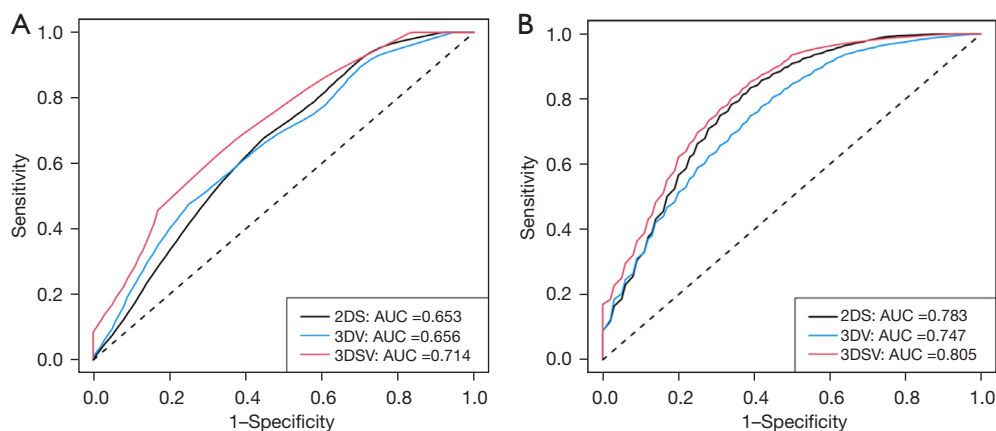 A
1.0
0.8
0.6
0.4
0.2
0.0
Sensitivity
2DS: AUC =0.653
3DV: AUC =0.656
3DSV: AUC =0.714
0.0 0.2 0.4 0.6 0.8 1.0
1–Specificity
B
1.0
0.8
0.6
0.4
0.2
0.0
Sensitivity
2DS: AUC =0.783
3DV: AUC =0.747
3DSV: AUC =0.805
0.0 0.2 0.4 0.6 0.8 1.0
1–Specificity